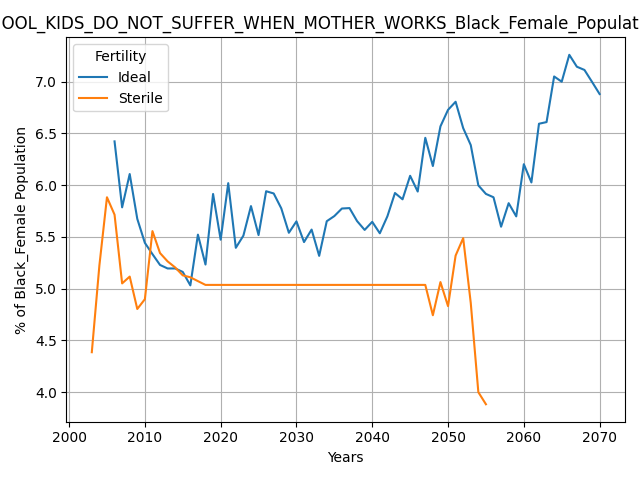 OOL_KIDS_DO_NOT_SUFFER_WHEN_MOTHER_WORKS_Black_Female_Populat
Fertility
Ideal
Sterile
% of Black_Female Population
7.0
6.5
6.0
5.5
5.0
4.5
4.0
2000 2010 2020 2030 2040 2050 2060 2070
Years